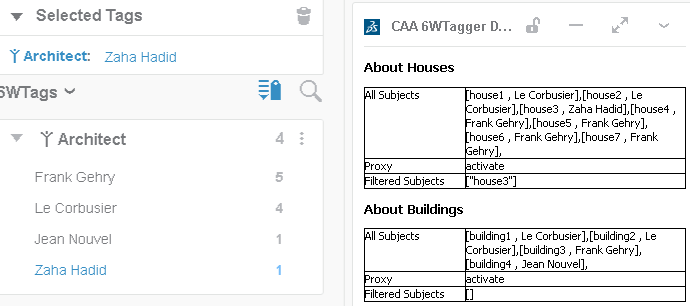 Selected Tags
Architect: Zaha Hadid
6WTags
Architect 4
Frank Gehry 5
Le Corbusier 4
Jean Nouvel 1
Zaha Hadid 1
CAA 6WTagger D...
About Houses
All Subjects [house1 , Le Corbusier],[house2 , Le
Corbusier],[house3 , Zaha Hadid],[house4 ,
Frank Gehry],[house5 , Frank Gehry],
[house6 , Frank Gehry],[house7 , Frank
Gehry],
Proxy activate
Filtered Subjects ["house3"]
About Buildings
All Subjects [building1 , Le Corbusier],[building2 , Le
Corbusier],[building3 , Frank Gehry],
[building4 , Jean Nouvel],
Proxy activate
Filtered Subjects []